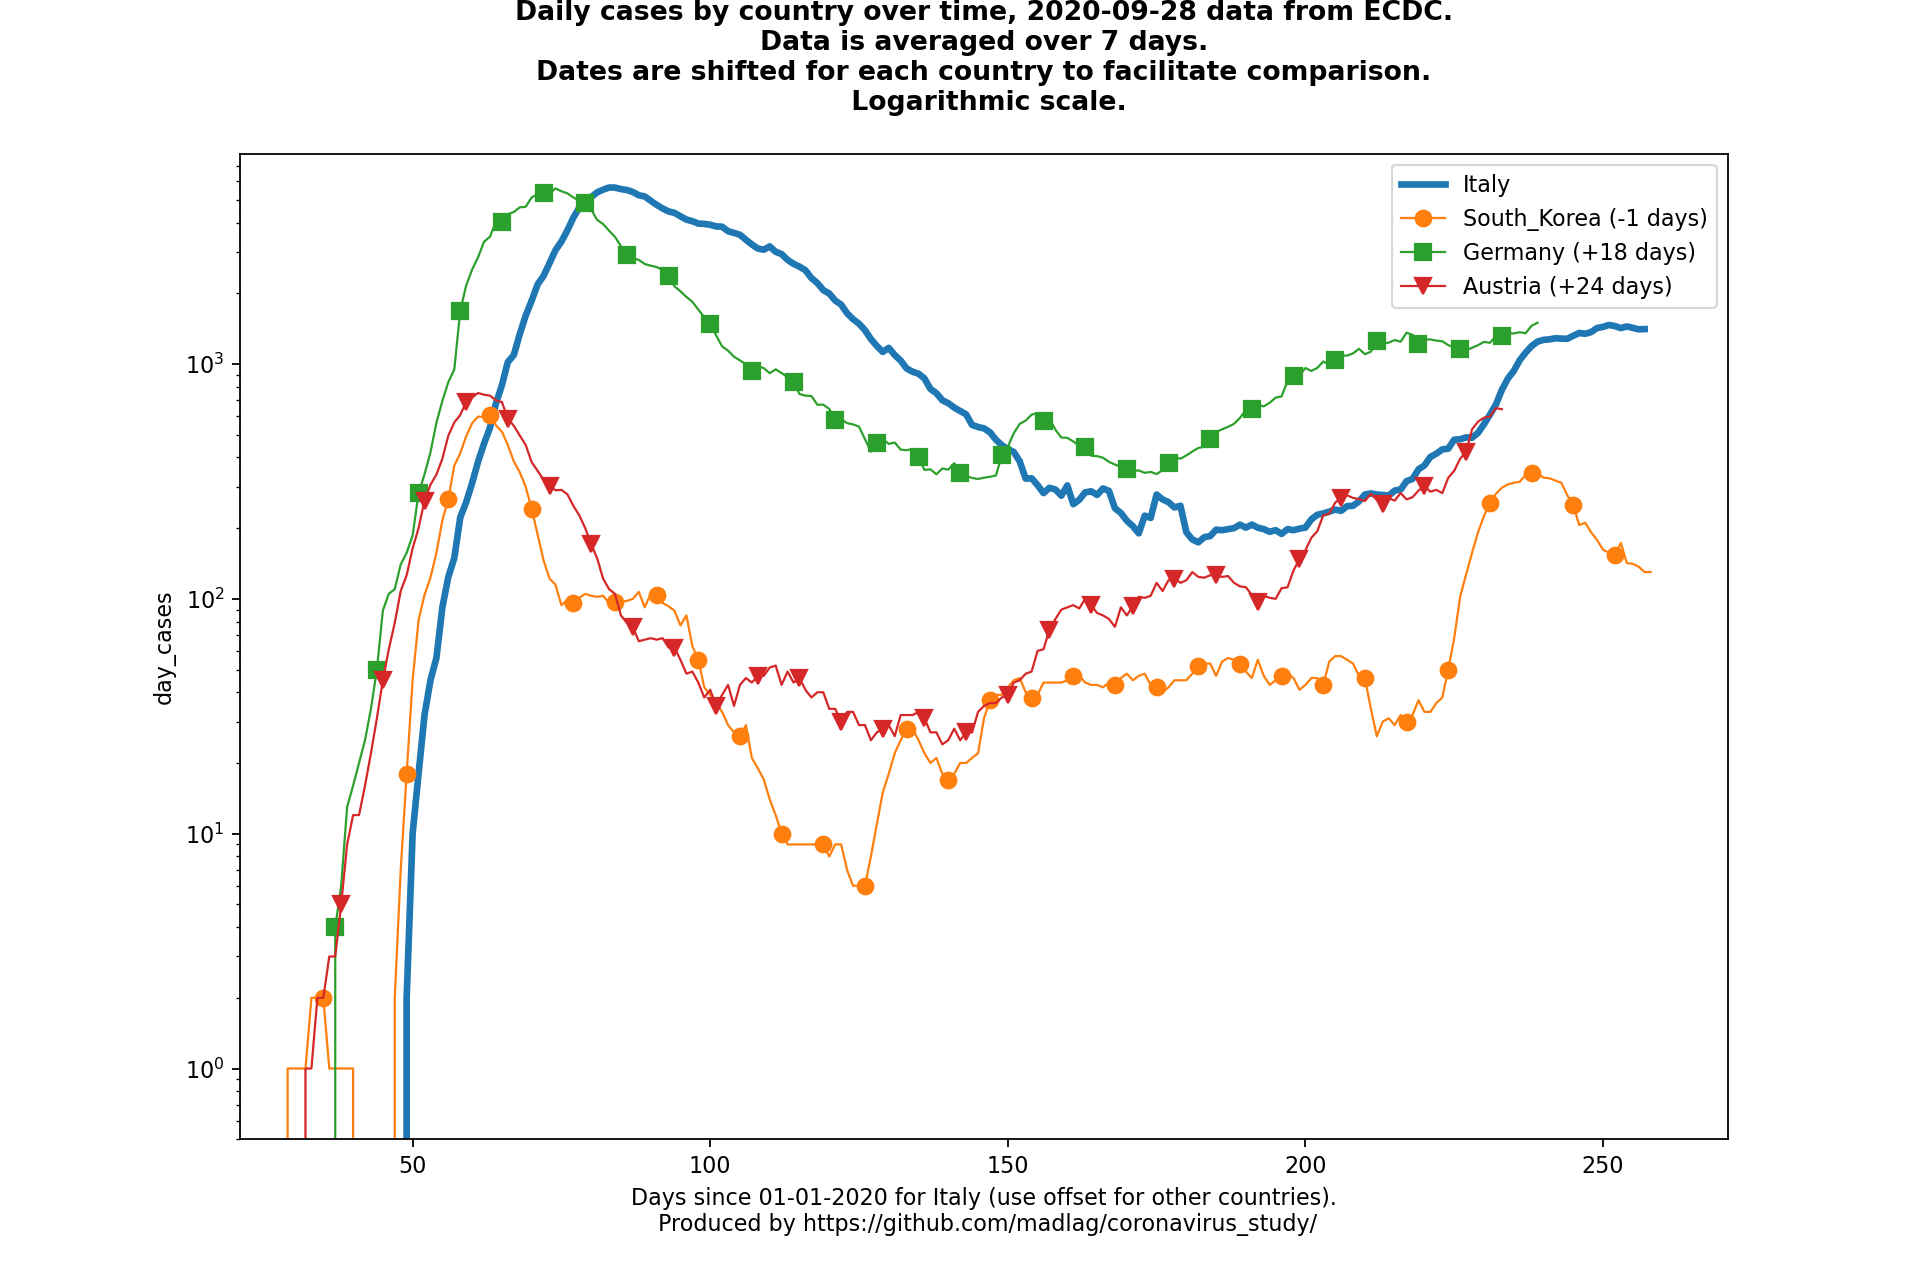 Daily cases by country over time, 2020-09-28 data from ECDC.
Data is averaged over 7 days.
Dates are shifted for each country to facilitate comparison.
Logarithmic scale.
Italy
South_Korea (-1 days)
Germany (+18 days)
Austria (+24 days)
day_cases
10³
10²
10¹
10⁰
50 100 150 200 250
Days since 01-01-2020 for Italy (use offset for other countries).
Produced by https://github.com/madlag/coronavirus_study/